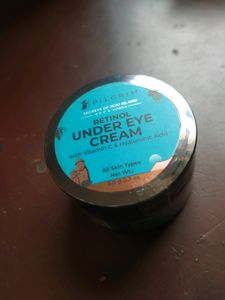 PILGRIM
SECRETS OF JEJU ISLAND
RETINOL
UNDER EYE
CREAM
with Vitamin C & Hyaluronic Acid
All Skin Types
Net Wt.: